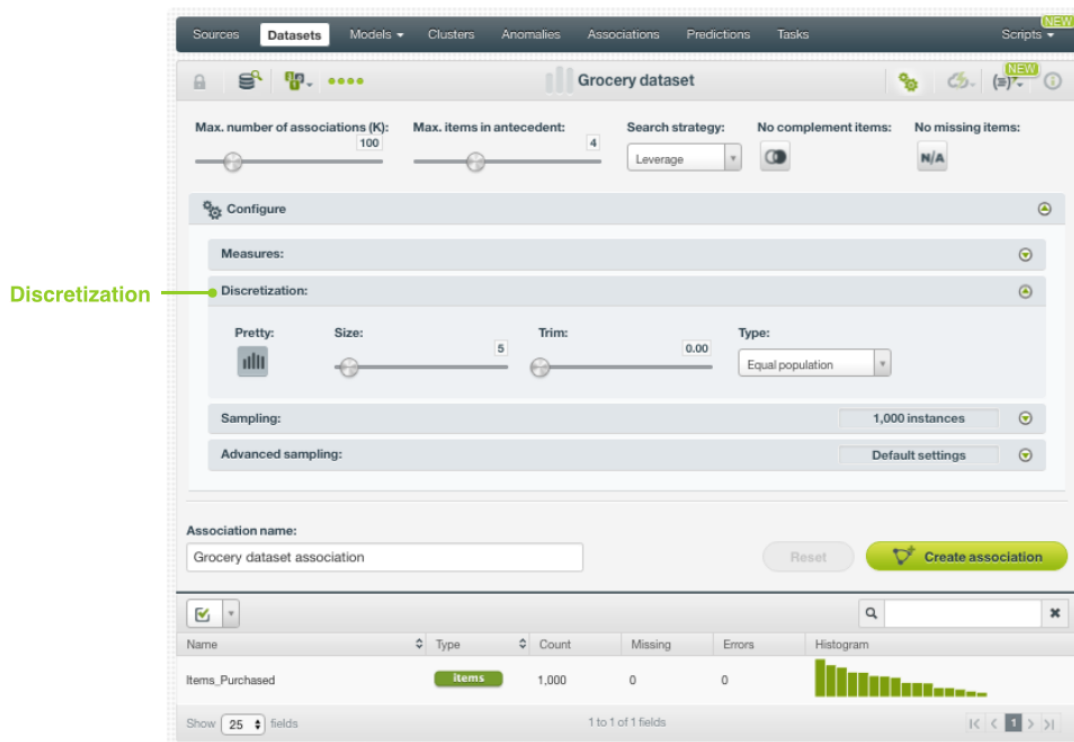 NEW
Sources Datasets Models Clusters Anomalies Associations Predictions Tasks Scripts
NEW
Grocery dataset
Max. number of associations (K): Max. items in antecedent: Search strategy: No complement items: No missing items:
100 4 Leverage N/A
Configure
Measures:
Discretization Discretization:
Pretty: Size: Trim: Type:
5 0.00 Equal population
Sampling: 1,000 instances
Advanced sampling: Default settings
Association name:
Grocery dataset association Reset Create association
Name Type Count Missing Errors Histogram
Items_Purchased items 1,000 0 0
Show 25 fields 1 to 1 of 1 fields 1